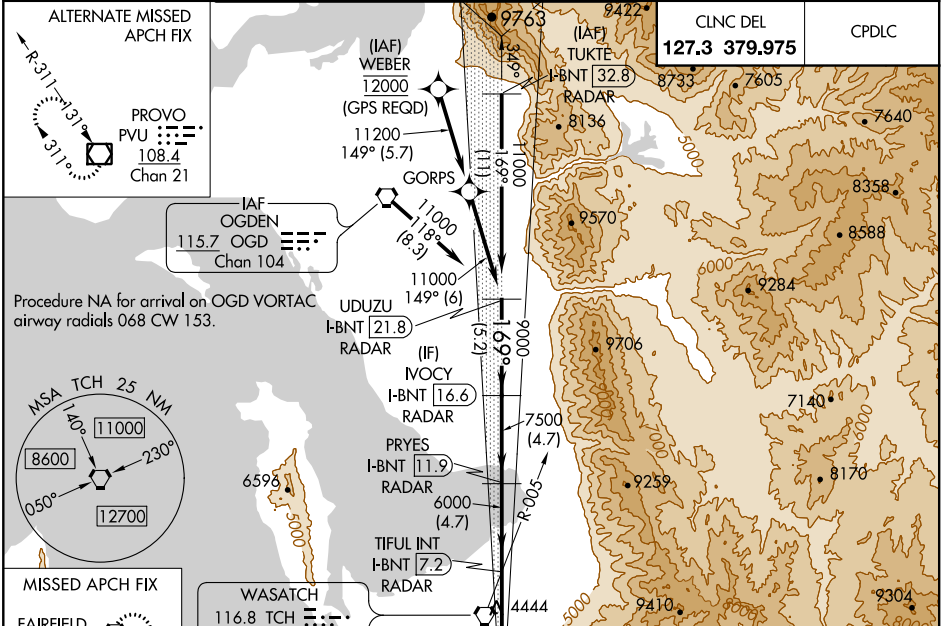 ALTERNATE MISSED
APCH FIX
R-311
131°
311°
PROVO
PVU
108.4
Chan 21
9763
349°
9422
CLNC DEL
127.3 379.975
CPDLC
(IAF)
WEBER
12000
(GPS REQD)
(IAF)
TUKTE
I-BNT 32.8
RADAR
8733
7605
7640
8136
5000
11200
149° (5.7)
GORPS
11000
169°
(11)
IAF
OGDEN
115.7 OGD
Chan 104
11000
118°
(8.3)
8358
9570
8588
6000
9284
11000
149° (6)
Procedure NA for arrival on OGD VORTAC
airway radials 068 CW 153.
UDUZU
I-BNT 21.8
RADAR
9000
169°
(5.2)
9706
(IF)
IVOCY
I-BNT 16.6
RADAR
MSA TCH 25 NM
140°
11000
8600
230°
050°
12700
7500
(4.7)
9000
7140
PRYES
I-BNT 11.9
RADAR
6596
5000
9259
8170
6000
(4.7)
R-005
TIFUL INT
I-BNT 7.2
RADAR
MISSED APCH FIX
FAIRFIELD
WASATCH
116.8 TCH
4444
9410
6000
9304